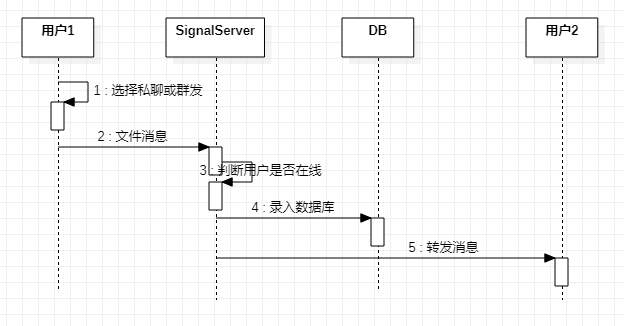 用户1
SignalServer
DB
用户2
1 : 选择私聊或群发
2 : 文件消息
3 : 判断用户是否在线
4 : 录入数据库
5 : 转发消息